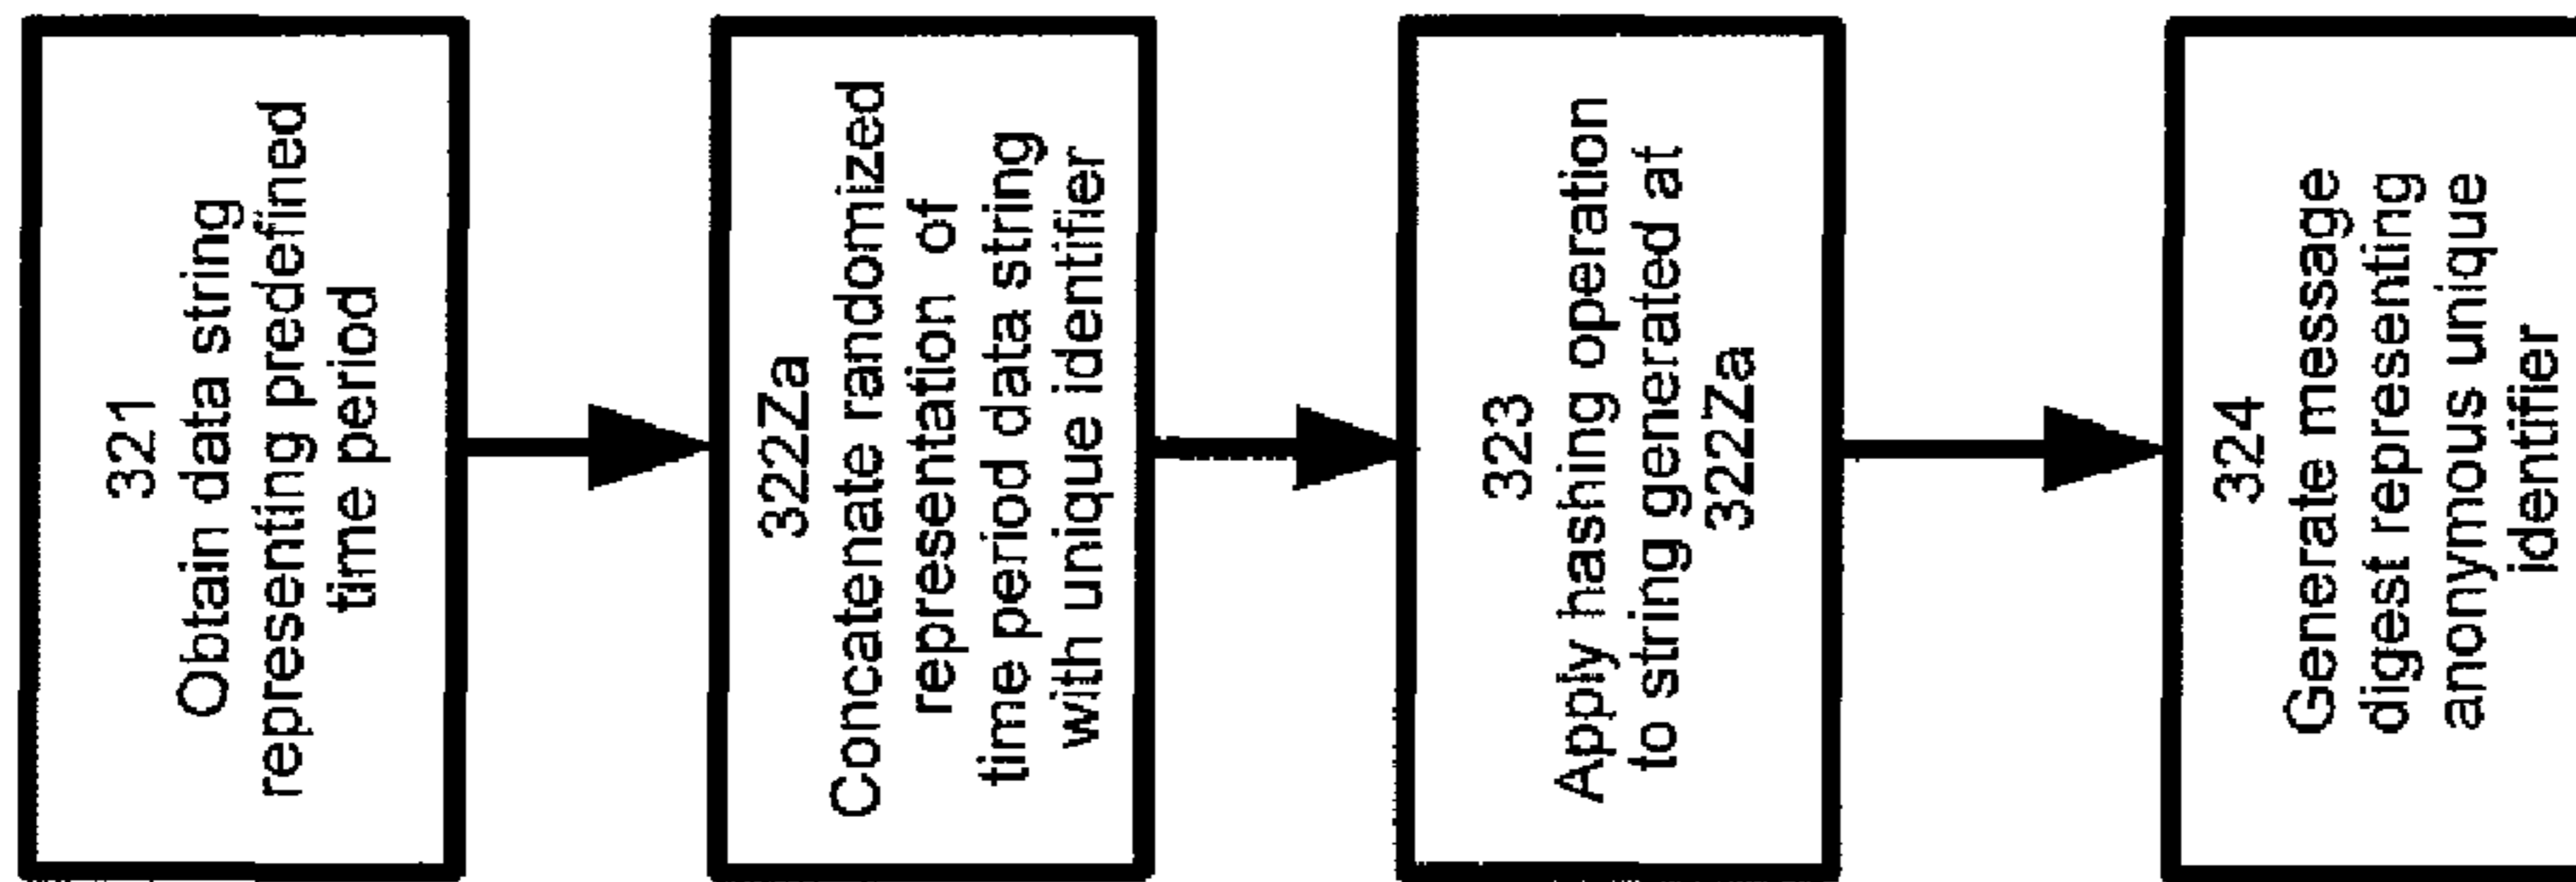 321
Obtain data string
representing predefined
time period
322Za
Concatenate randomized
representation of
time period data string
with unique identifier
323
Apply hashing operation
to string generated at
322Za
324
Generate message
digest representing
anonymous unique
identifier